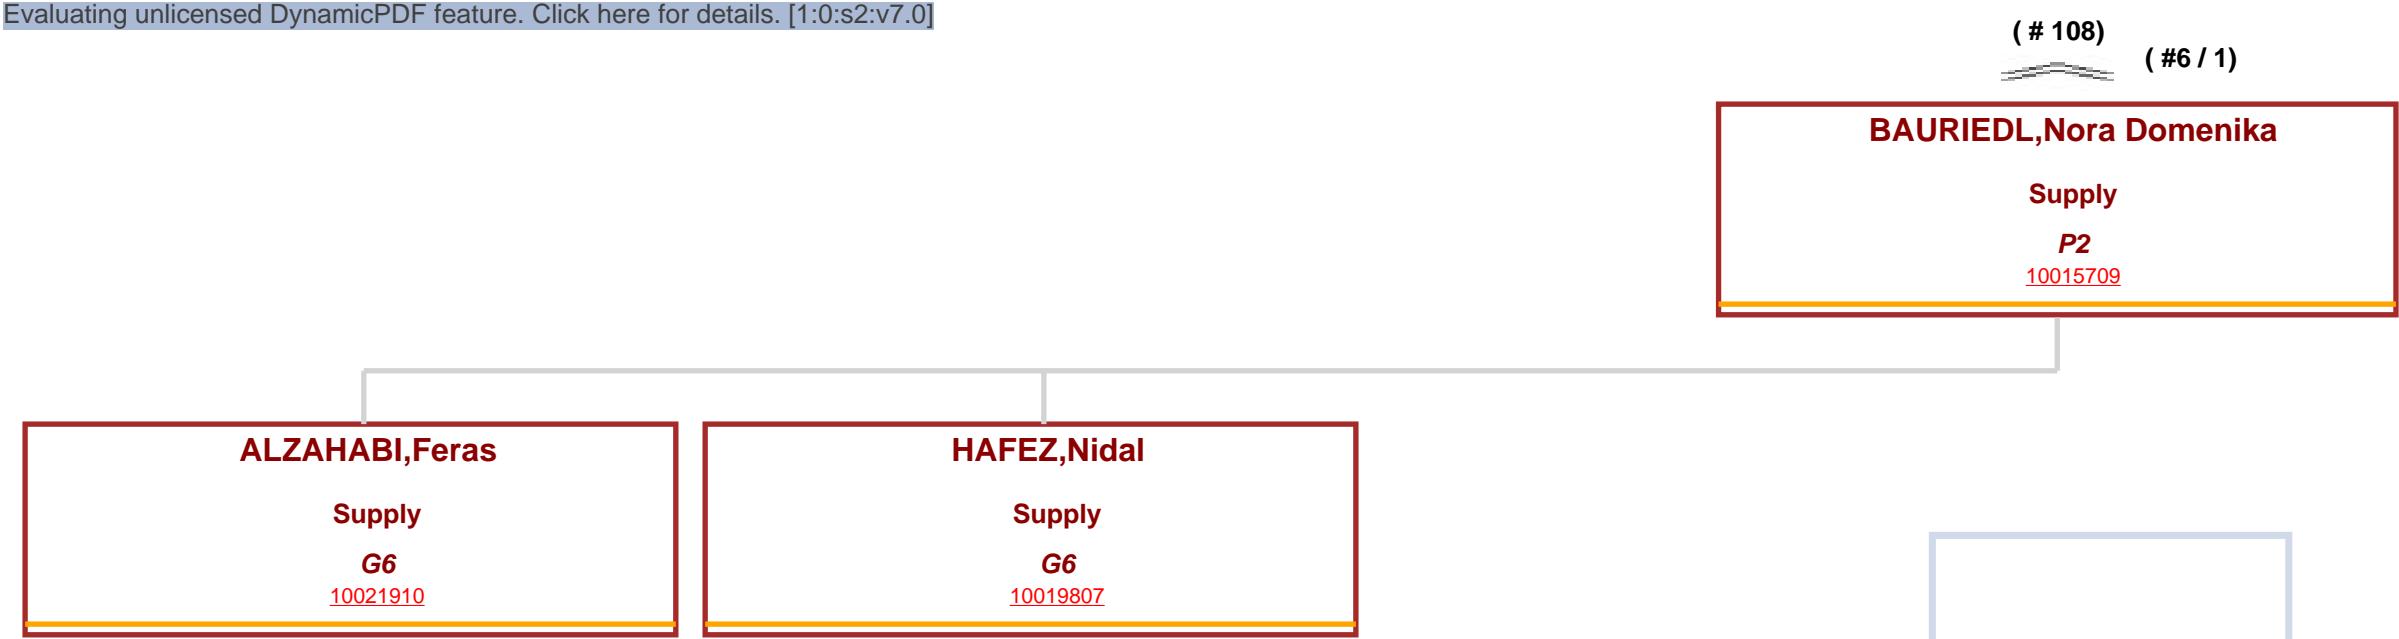 Evaluating unlicensed DynamicPDF feature. Click here for details. [1:0:s2:v7.0]
( # 108)
( #6 / 1)
BAURIEDL,Nora Domenika
Supply
P2
10015709
ALZAHABI,Feras
Supply
G6
10021910
HAFEZ,Nidal
Supply
G6
10019807